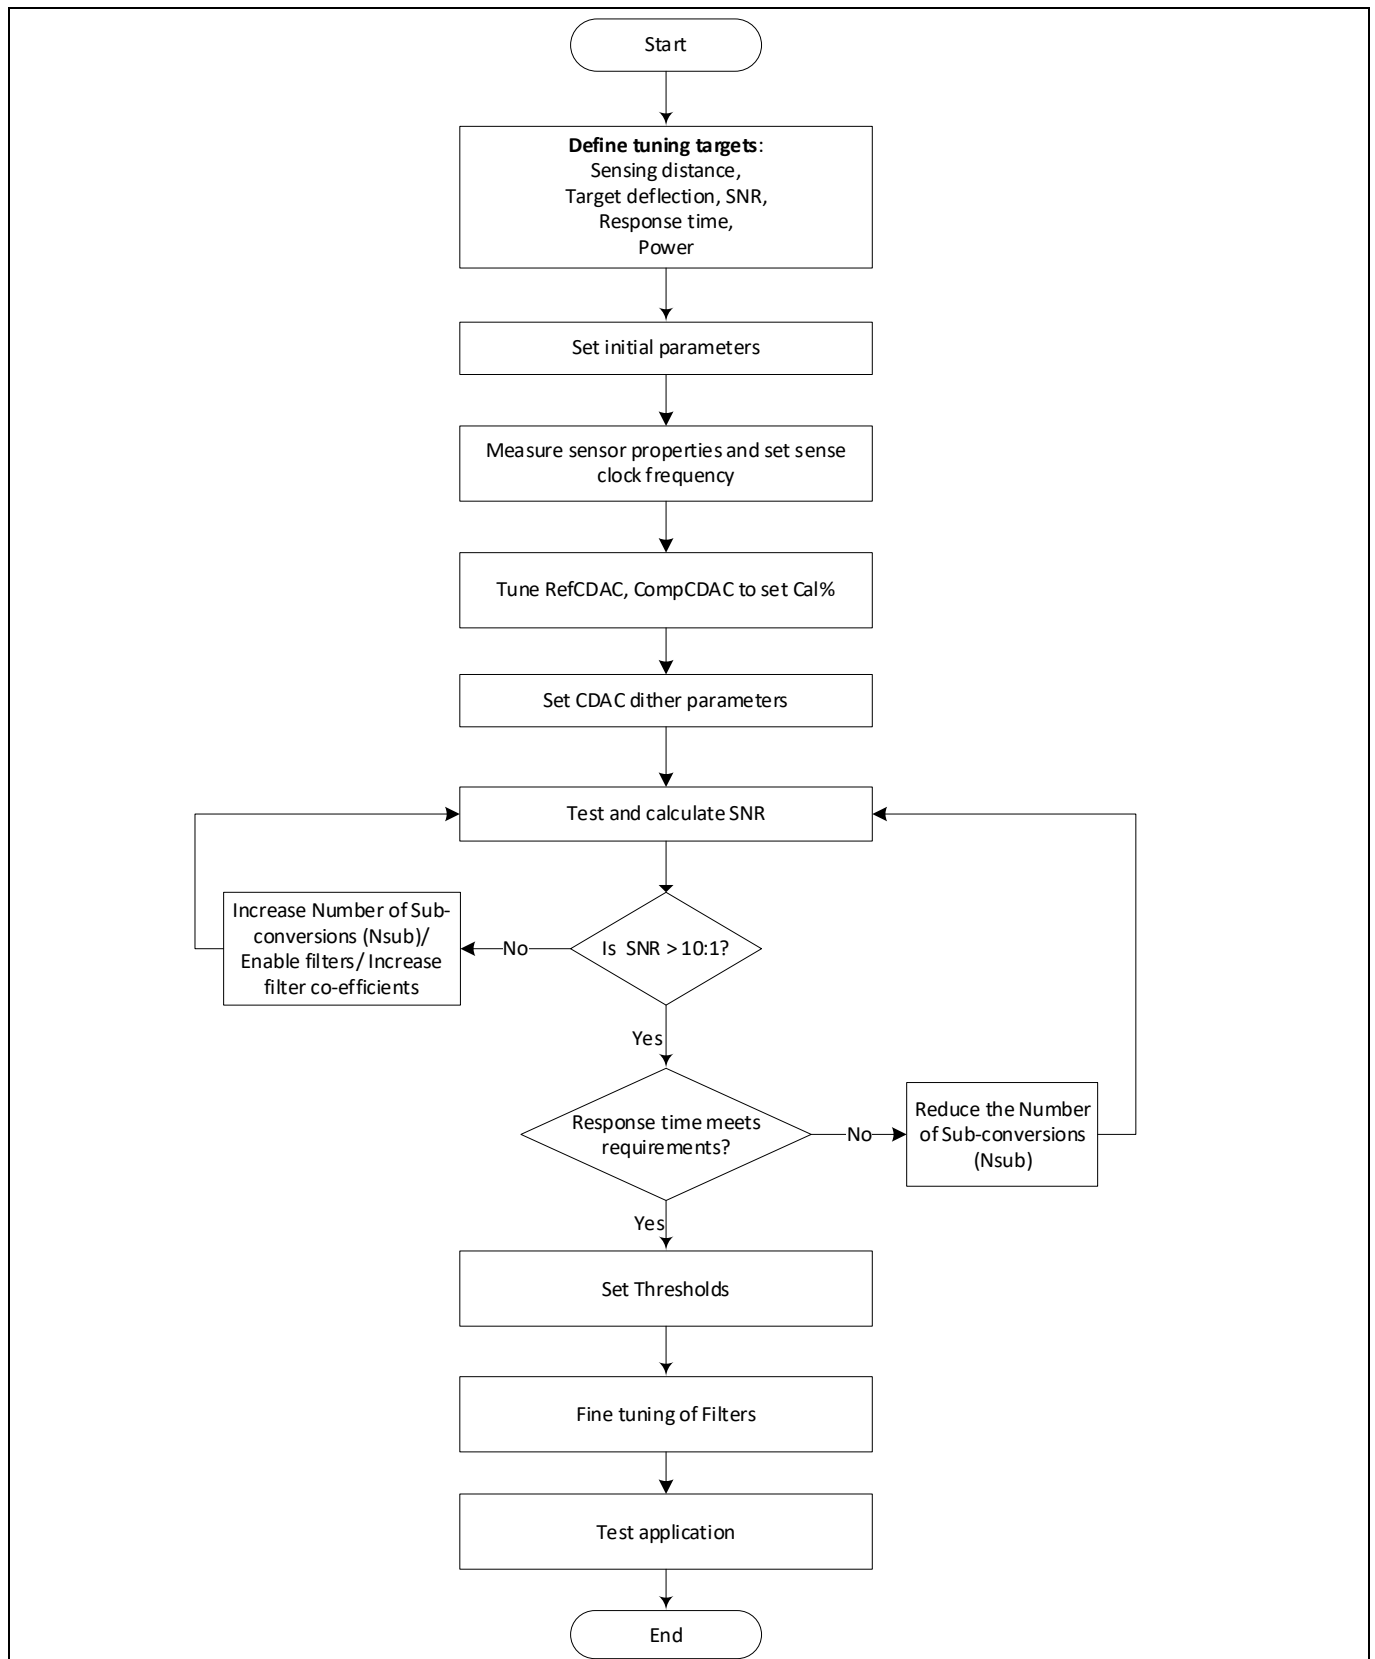 Start
Define tuning targets:
Sensing distance,
Target deflection, SNR,
Response time,
Power
Set initial parameters
Measure sensor properties and set sense
clock frequency
Tune RefCDAC, CompCDAC to set Cal%
Set CDAC dither parameters
Test and calculate SNR
Increase Number of Sub-
conversions (Nsub)/
Enable filters/ Increase
filter co-efficients
No
Is SNR > 10:1?
Yes
Response time meets
requirements?
No
Reduce the Number
of Sub-conversions
(Nsub)
Yes
Set Thresholds
Fine tuning of Filters
Test application
End